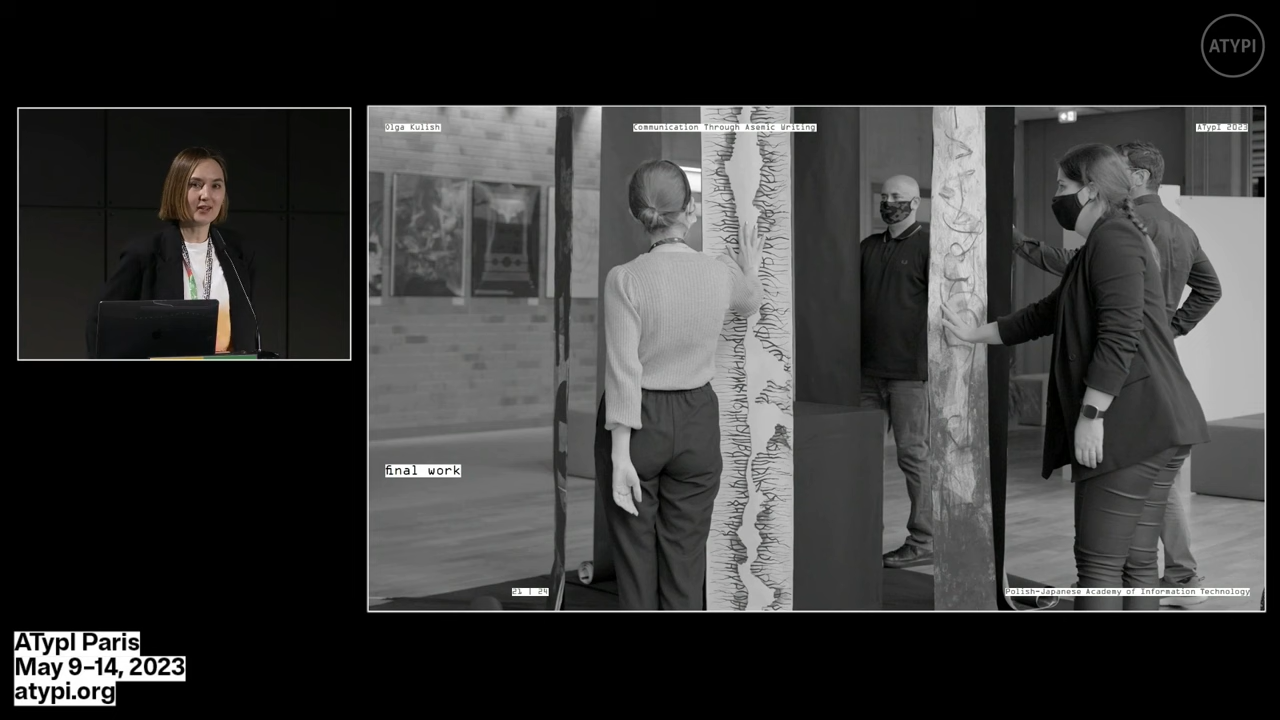 ATYPI
Olga Kulish
Communication Through Asemic Writing
ATypI 2023
final work
21 | 24
Polish-Japanese Academy of Information Technology
ATypI Paris
May 9–14, 2023
atypi.org